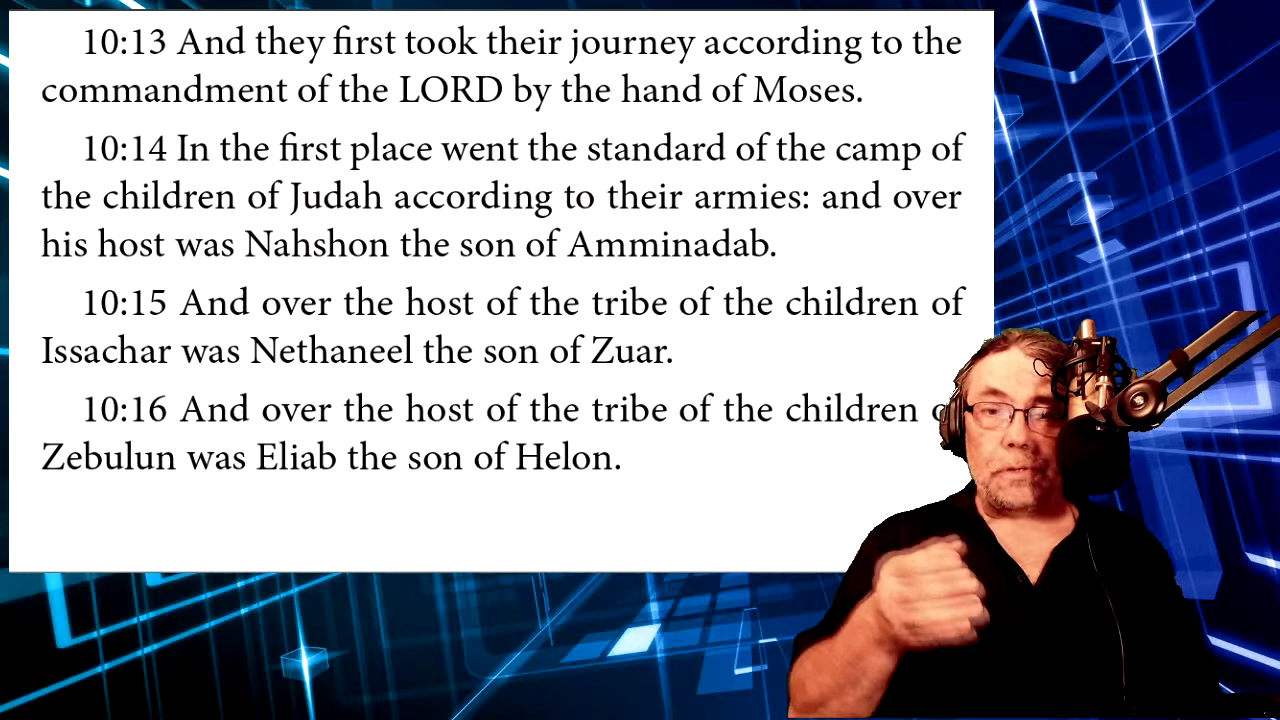 10:13 And they first took their journey according to the
commandment of the LORD by the hand of Moses.
10:14 In the first place went the standard of the camp of
the children of Judah according to their armies: and over
his host was Nahshon the son of Amminadab.
10:15 And over the host of the tribe of the children of
Issachar was Nethaneel the son of Zuar.
10:16 And over the host of the tribe of the children
Zebulun was Eliab the son of Helon.